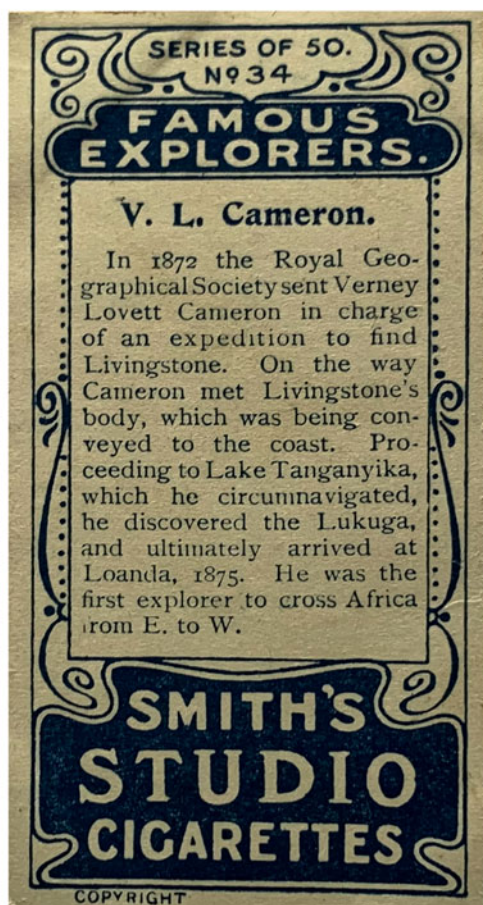 SERIES OF 50.
Nº 34
FAMOUS
EXPLORERS.
V. L. Cameron.
In 1872 the Royal Geo-
graphical Society sent Verney
Lovett Cameron in charge
of an expedition to find
Livingstone. On the way
Cameron met Livingstone's
body, which was being con-
veyed to the coast. Pro-
ceeding to Lake Tanganyika,
which he circumnavigated,
he discovered the Lukuga,
and ultimately arrived at
Loanda, 1875. He was the
first explorer to cross Africa
from E. to W.
SMITH'S
STUDIO
CIGARETTES
COPYRIGHT